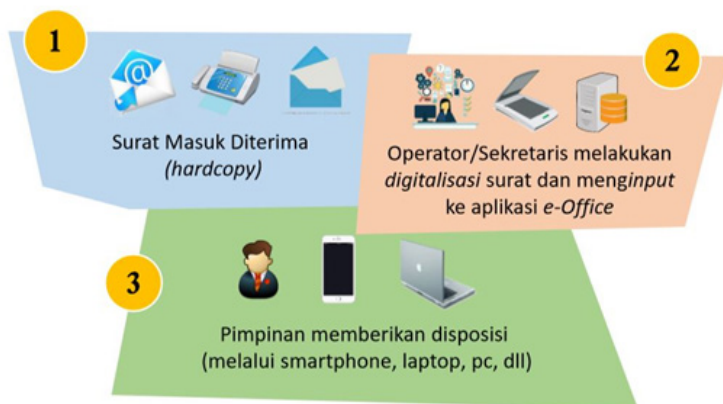 1
Surat Masuk Diterima
(hardcopy)
2
Operator/Sekretaris melakukan
digitalisasi surat dan menginput
ke aplikasi e-Office
3
Pimpinan memberikan disposisi
(melalui smartphone, laptop, pc, dll)